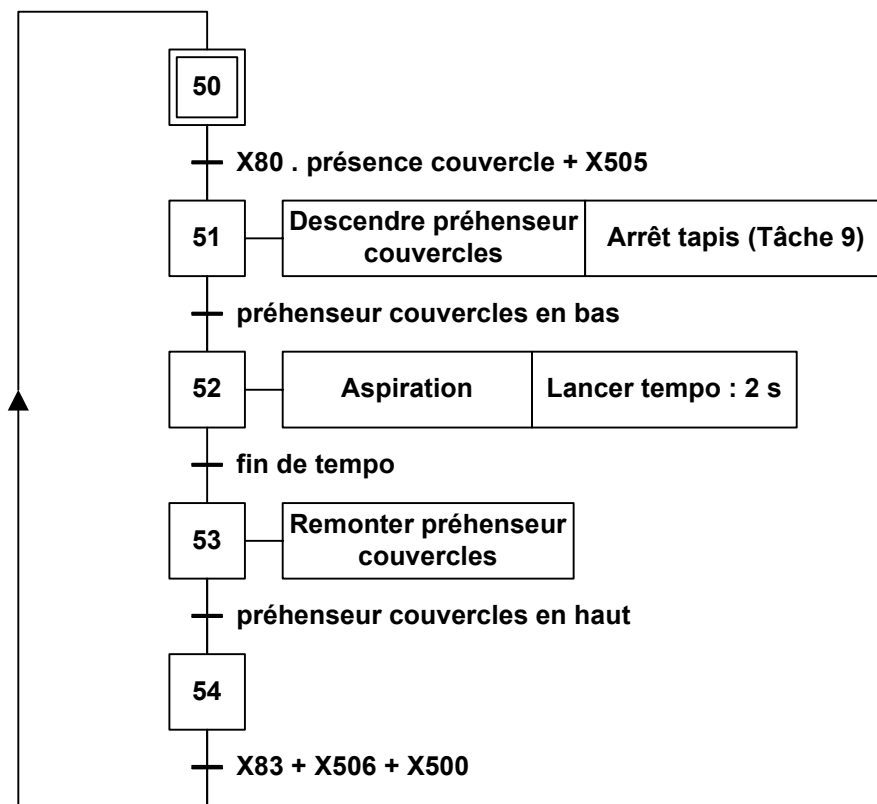 50
X80 . présence couvercle + X505
51
Descendre préhenseur
couvercles
Arrêt tapis (Tâche 9)
préhenseur couvercles en bas
52
Aspiration
Lancer tempo : 2 s
fin de tempo
53
Remonter préhenseur
couvercles
préhenseur couvercles en haut
54
X83 + X506 + X500